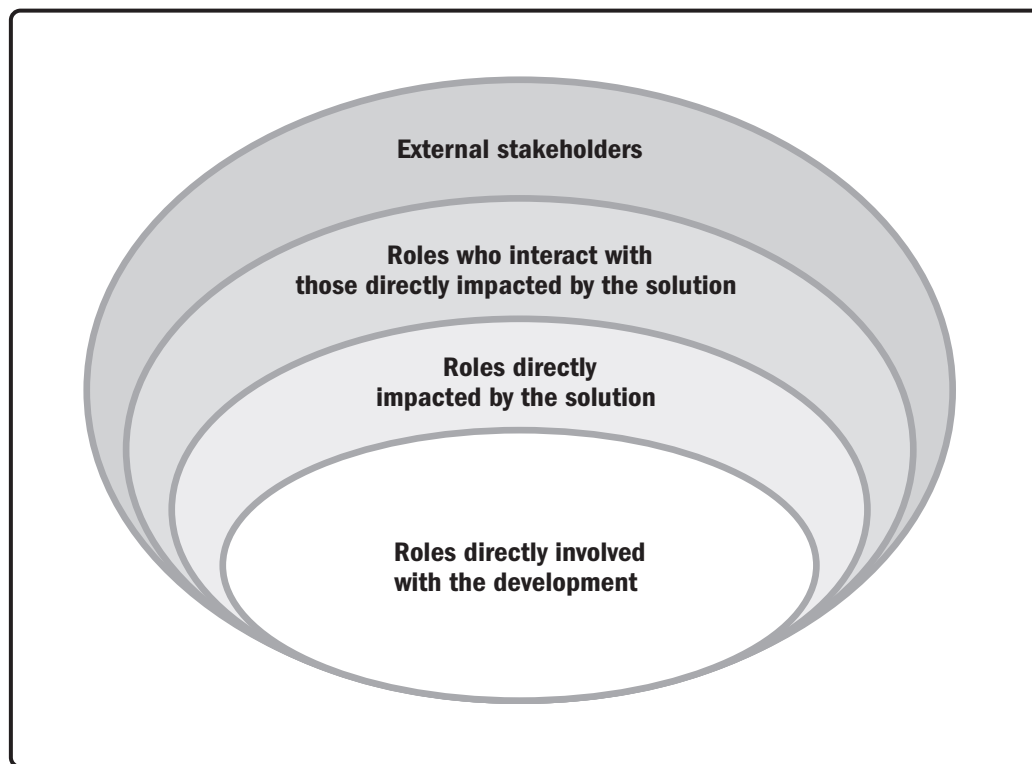 External stakeholders
Roles who interact with
those directly impacted by the solution
Roles directly
impacted by the solution
Roles directly involved
with the development